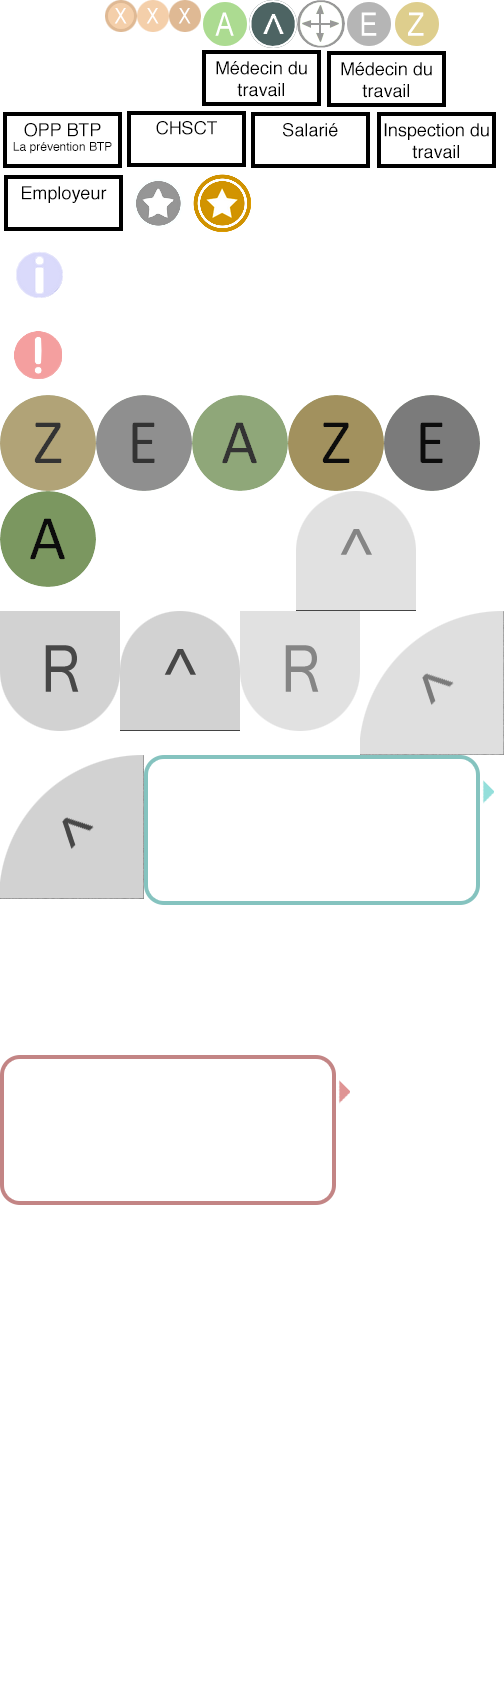 X X X A ^ E Z
Médecin du
travail
Médecin du
travail
OPP BTP
La prévention BTP
CHSCT
Salarié
Inspection du
travail
Employeur
i
!
Z E A Z E
A
^
R ^ R ^
^